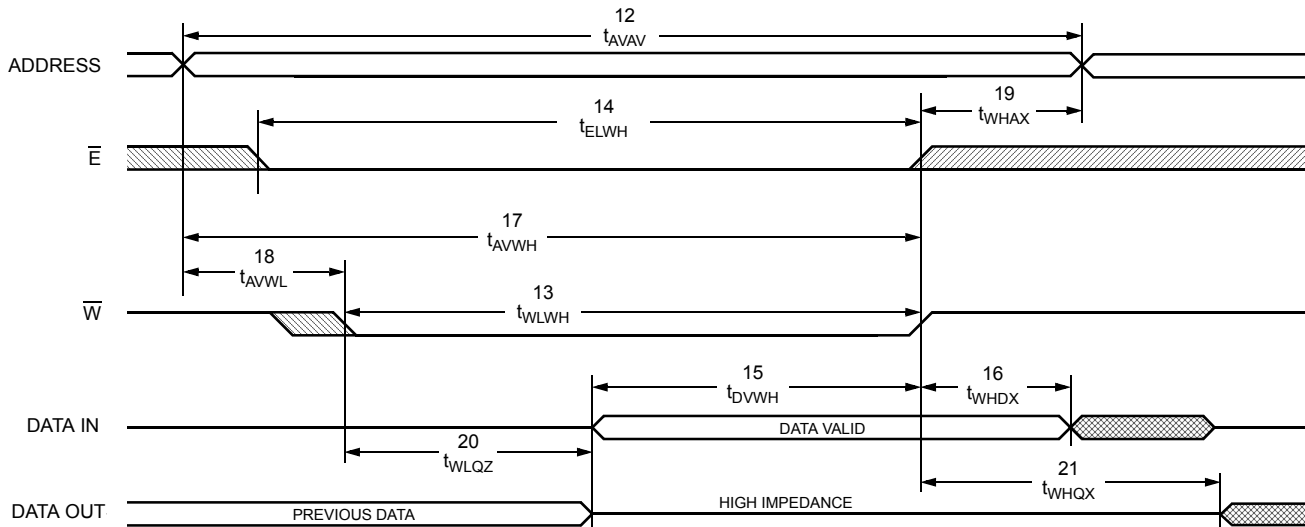 12
tAVAV
ADDRESS
14
tELWH
19
tWHAX
E̅
17
tAVWH
18
tAVWL
W̅
13
tWLWH
15
tDVWH
16
tWHDX
DATA IN
DATA VALID
20
tWLQZ
21
tWHQX
DATA OUT
PREVIOUS DATA
HIGH IMPEDANCE